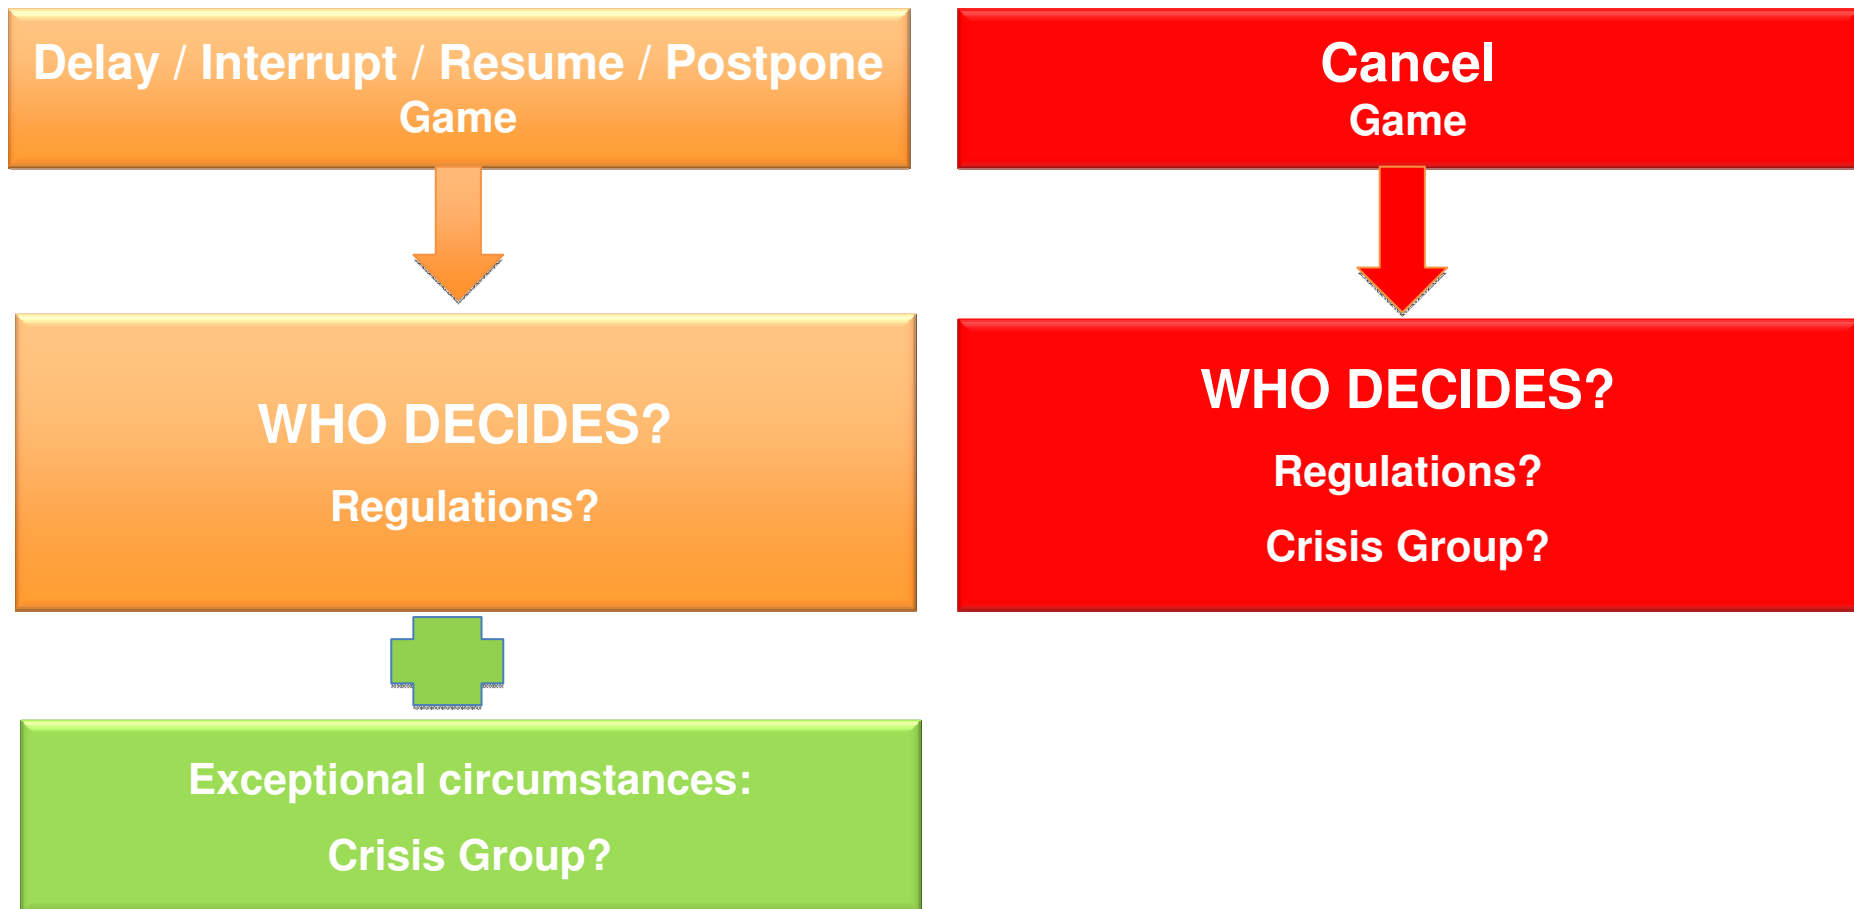 Delay / Interrupt / Resume / Postpone
Game
WHO DECIDES?
Regulations?
Exceptional circumstances:
Crisis Group?
Cancel
Game
WHO DECIDES?
Regulations?
Crisis Group?